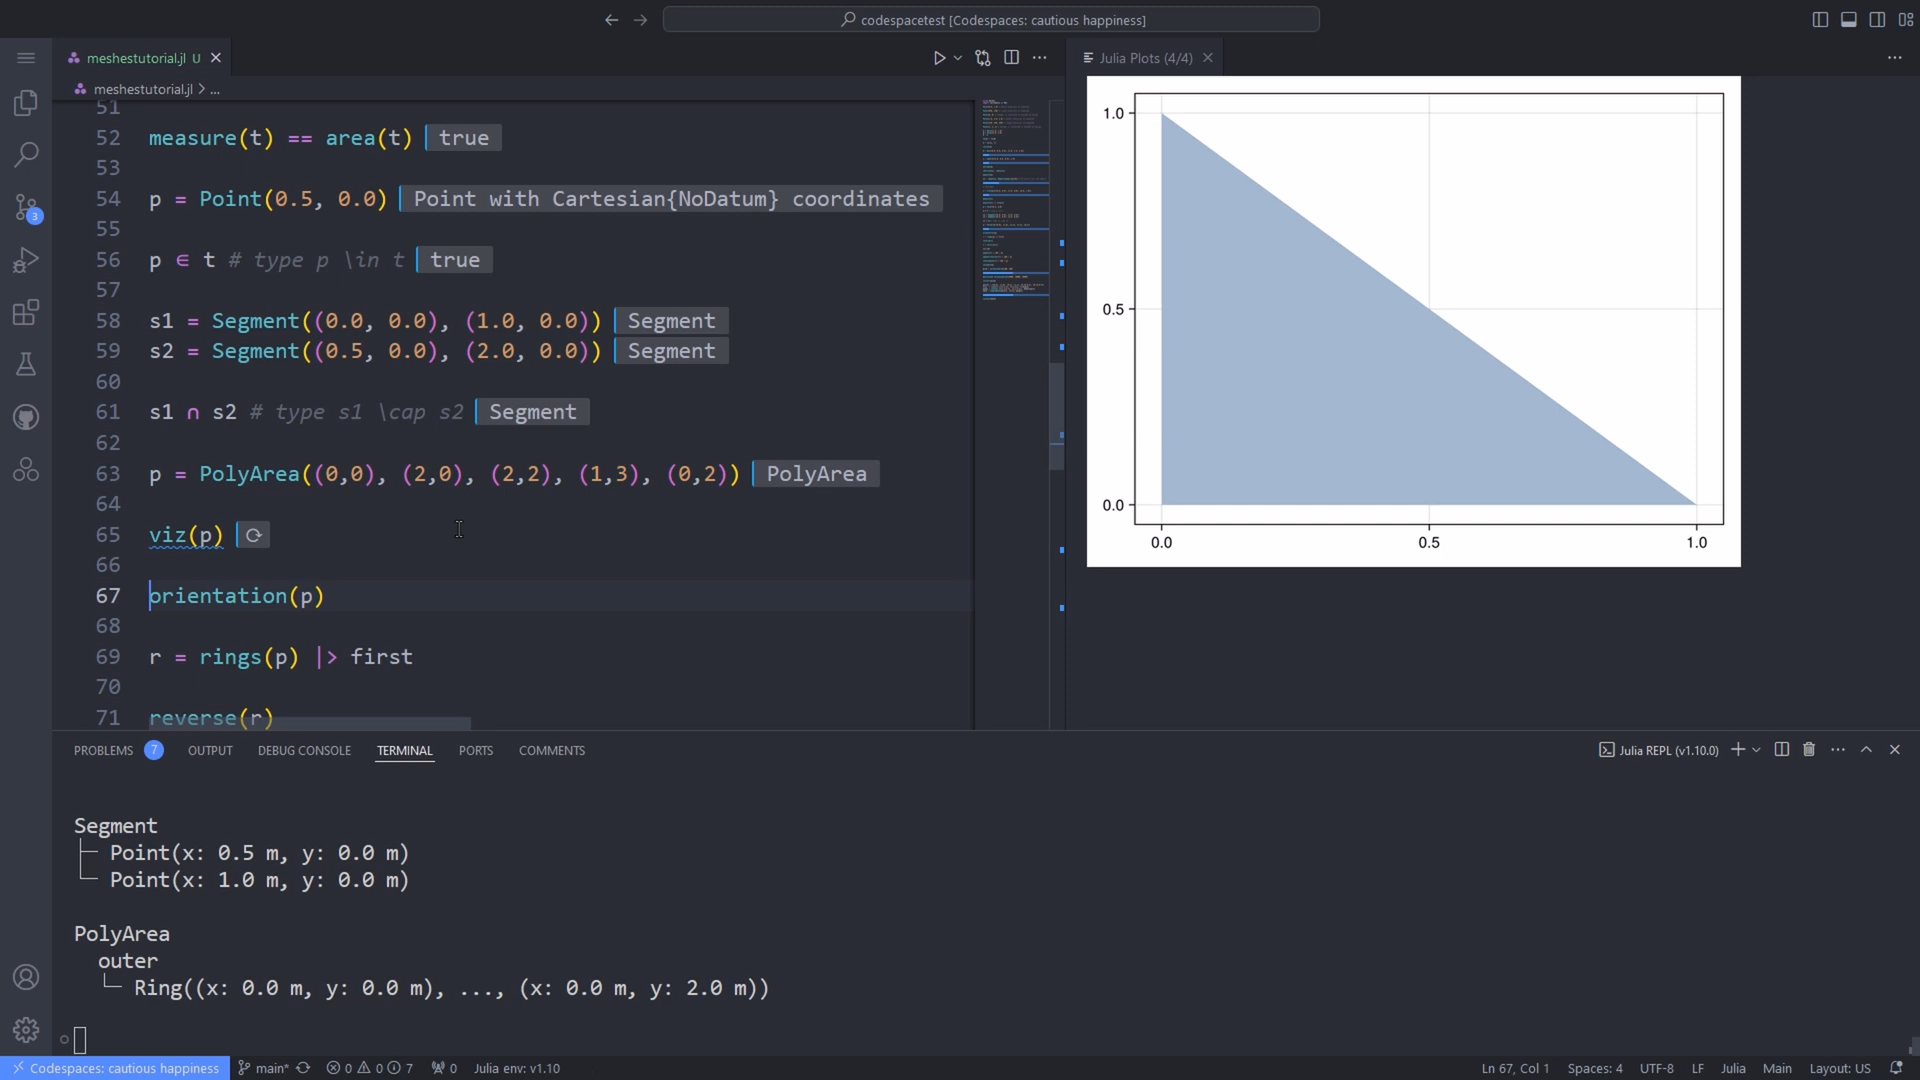 codespacetest [Codespaces: cautious happiness]
meshestutorial.jl U
Julia Plots (4/4)
meshestutorial.jl > ...
51
52 measure(t) == area(t) true
53
54 p = Point(0.5, 0.0) Point with Cartesian{NoDatum} coordinates
55
56 p ∈ t # type p \in t true
57
58 s1 = Segment((0.0, 0.0), (1.0, 0.0)) Segment
59 s2 = Segment((0.5, 0.0), (2.0, 0.0)) Segment
60
61 s1 ∩ s2 # type s1 \cap s2 Segment
62
63 p = PolyArea((0,0), (2,0), (2,2), (1,3), (0,2)) PolyArea
64
65 viz(p) ⟳
66
67 orientation(p)
68
69 r = rings(p) |> first
70
71 reverse(r)
3
1.0
0.5
0.0
0.0 0.5 1.0
PROBLEMS 7 OUTPUT DEBUG CONSOLE TERMINAL PORTS COMMENTS
Julia REPL (v1.10.0)
Segment
├─ Point(x: 0.5 m, y: 0.0 m)
└─ Point(x: 1.0 m, y: 0.0 m)
PolyArea
outer
└─ Ring((x: 0.0 m, y: 0.0 m), ..., (x: 0.0 m, y: 2.0 m))
Codespaces: cautious happiness main* 0 0 7 0 Julia env: v1.10
Ln 67, Col 1 Spaces: 4 UTF-8 LF Julia Main Layout: US